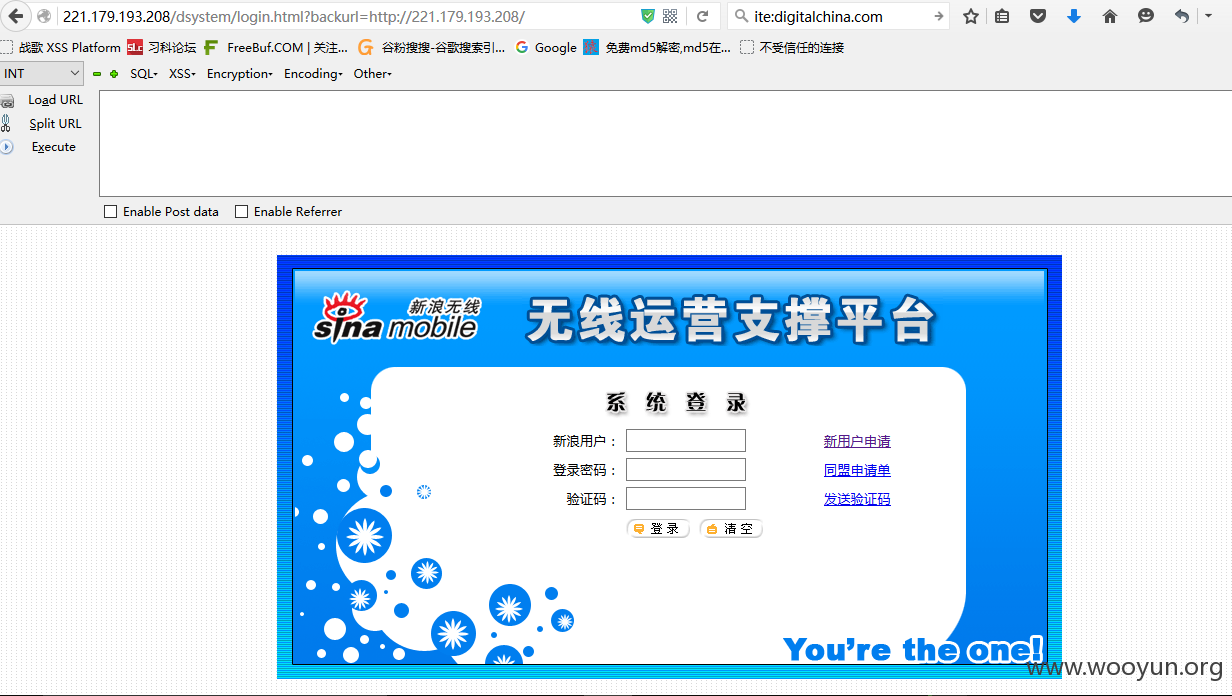 221.179.193.208/dsystem/login.html?backurl=http://221.179.193.208/
ite:digitalchina.com
战歌 XSS Platform
SLC 习科论坛
FreeBuf.COM | 关注...
谷粉搜搜-谷歌搜索引...
Google
免费md5解密,md5在...
不受信任的连接
INT
SQL
XSS
Encryption
Encoding
Other
Load URL
Split URL
Execute
Enable Post data
Enable Referrer
sina 新浪无线 mobile
无线运营支撑平台
系统登录
新浪用户：
新用户申请
登录密码：
同盟申请单
验证码：
发送验证码
登录
清空
You're the one!
www.wooyun.org